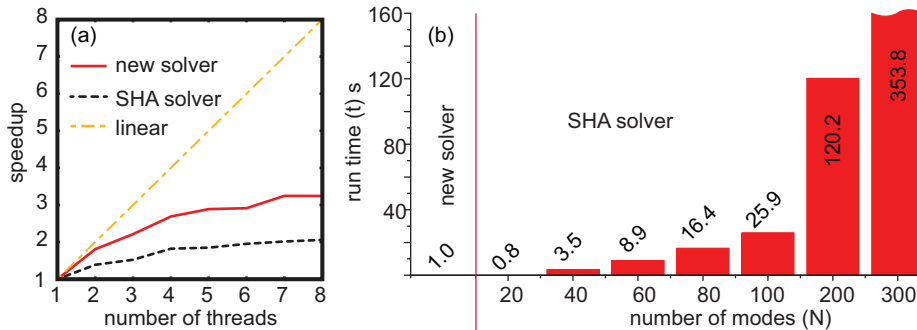 (a)
new solver
SHA solver
linear
speedup
8
7
6
5
4
3
2
1
1 2 3 4 5 6 7 8
number of threads
(b)
run time (t) s
160
120
80
40
new solver
SHA solver
1.0
0.8
3.5
8.9
16.4
25.9
120.2
353.8
20 40 60 80 100 200 300
number of modes (N)